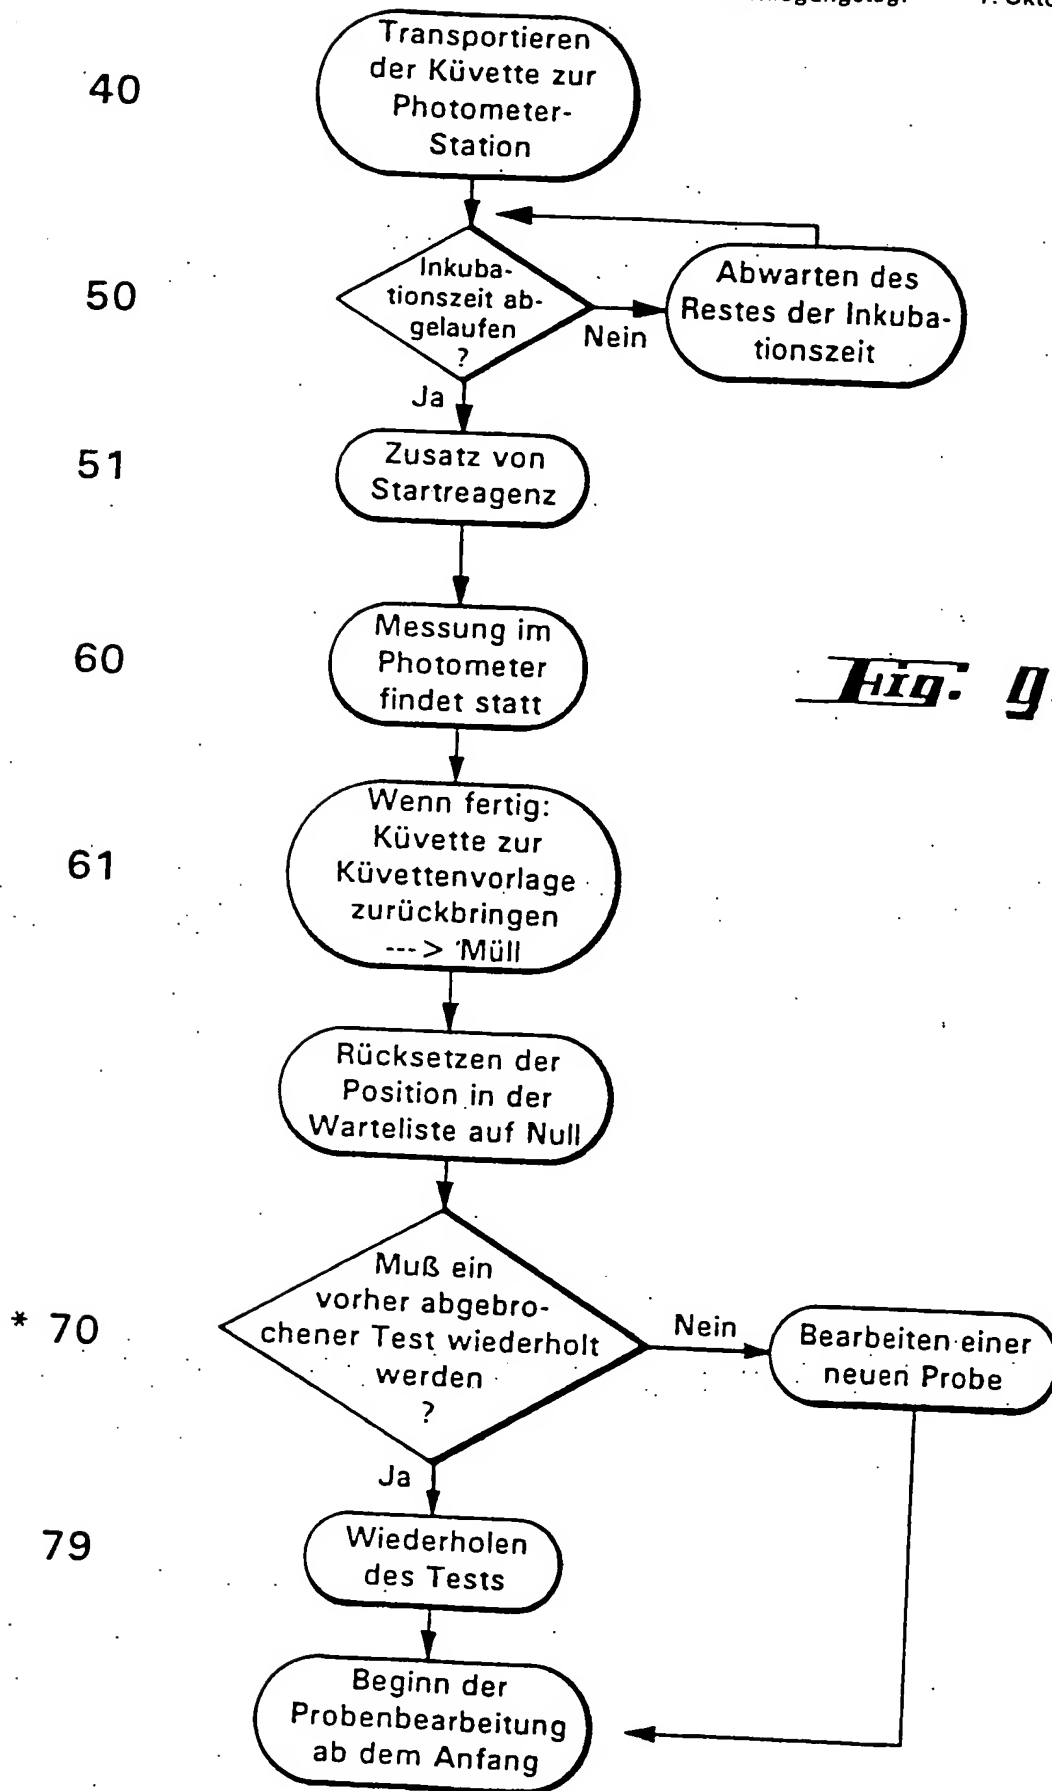 40
Transportieren
der Küvette zur
Photometer-
Station
50
Inkuba-
tionszeit ab-
gelaufen
?
Nein
Abwarten des
Restes der Inkuba-
tionszeit
Ja
51
Zusatz von
Startreagenz
60
Messung im
Photometer
findet statt
Fig. 9.
61
Wenn fertig:
Küvette zur
Küvettenvorlage
zurückbringen
---> Müll
Rücksetzen der
Position in der
Warteliste auf Null
* 70
Muß ein
vorher abgebro-
chener Test wiederholt
werden
?
Nein
Bearbeiten einer
neuen Probe
Ja
79
Wiederholen
des Tests
Beginn der
Probenbearbeitung
ab dem Anfang